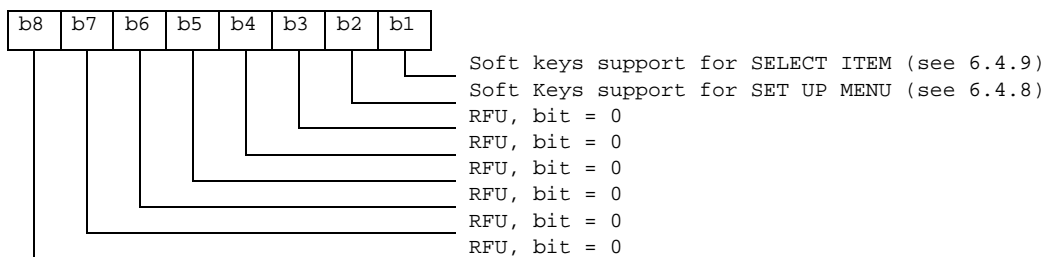 b8 b7 b6 b5 b4 b3 b2 b1
Soft keys support for SELECT ITEM (see 6.4.9)
Soft Keys support for SET UP MENU (see 6.4.8)
RFU, bit = 0
RFU, bit = 0
RFU, bit = 0
RFU, bit = 0
RFU, bit = 0
RFU, bit = 0